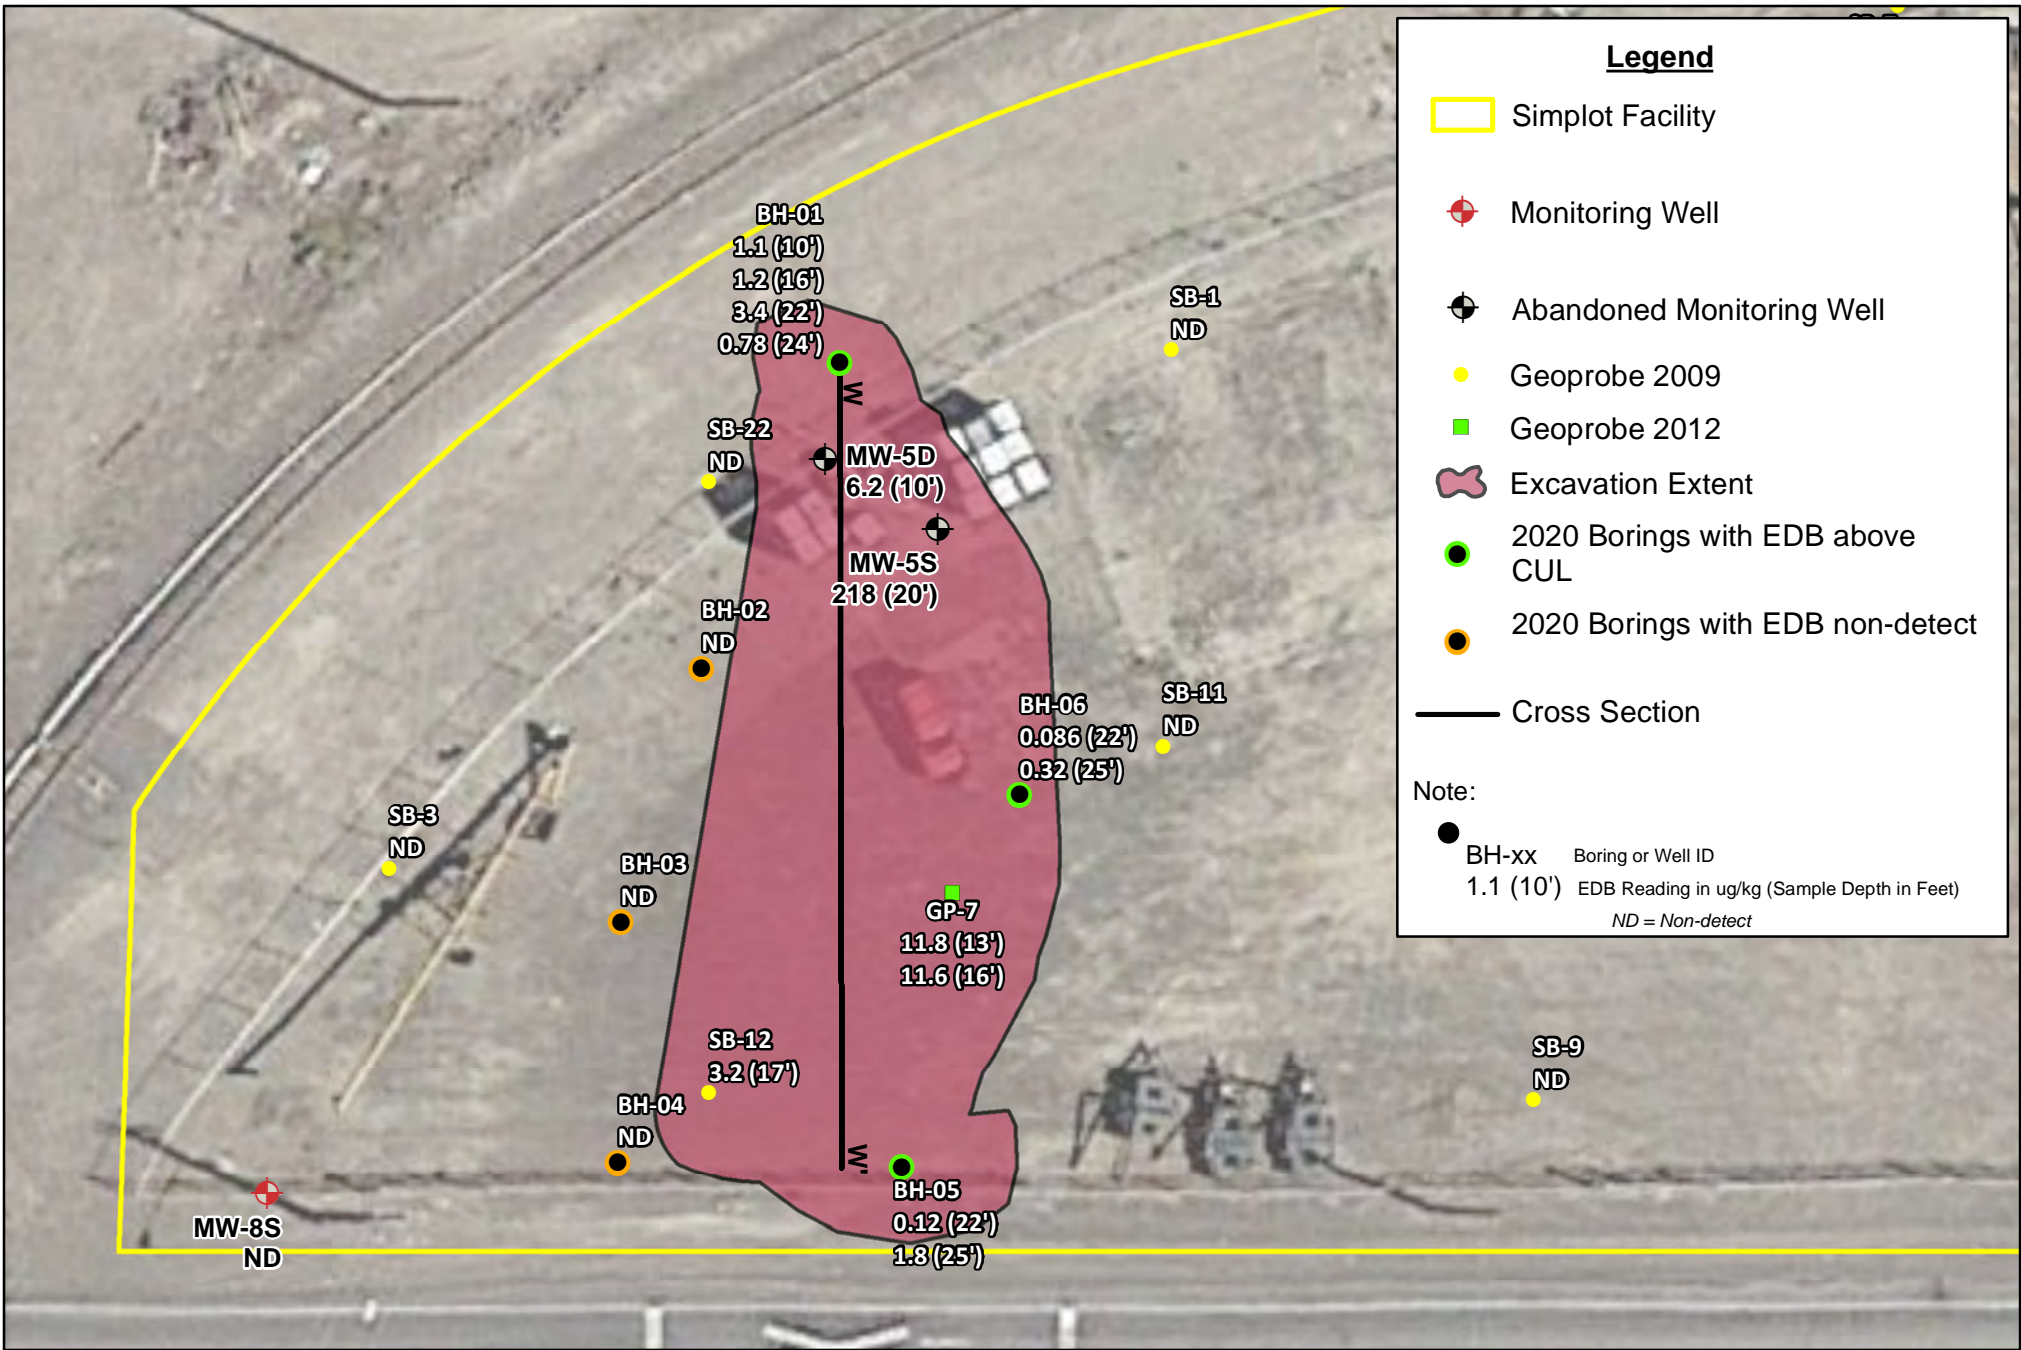 Legend
Simplot Facility
Monitoring Well
Abandoned Monitoring Well
Geoprobe 2009
Geoprobe 2012
Excavation Extent
2020 Borings with EDB above
CUL
2020 Borings with EDB non-detect
Cross Section
Note:
BH-xx Boring or Well ID
1.1 (10') EDB Reading in ug/kg (Sample Depth in Feet)
ND = Non-detect
BH-01
1.1 (10')
1.2 (16')
3.4 (22')
0.78 (24')
W
SB-1
ND
SB-22
ND
MW-5D
6.2 (10')
MW-5S
218 (20')
BH-02
ND
BH-06
0.086 (22')
0.32 (25')
SB-11
ND
SB-3
ND
BH-03
ND
GP-7
11.8 (13')
11.6 (16')
SB-12
3.2 (17')
SB-9
ND
BH-04
ND
W'
BH-05
0.12 (22')
1.8 (25')
MW-8S
ND